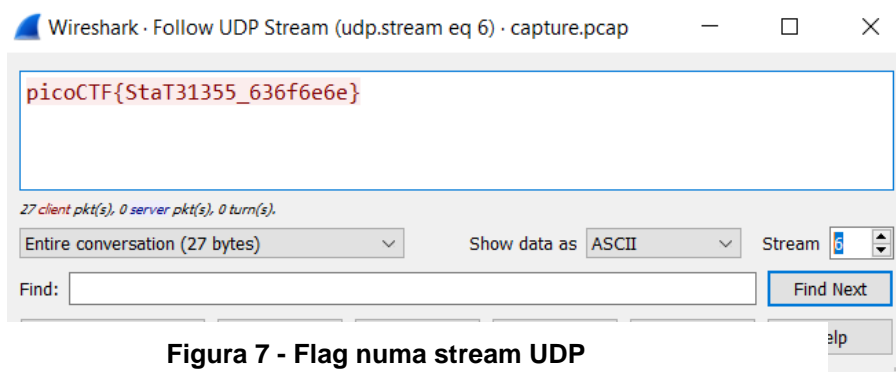 Wireshark · Follow UDP Stream (udp.stream eq 6) · capture.pcap
picoCTF{StaT31355_636f6e6e}
27 client pkt(s), 0 server pkt(s), 0 turn(s).
Entire conversation (27 bytes) Show data as ASCII Stream 6
Find: Find Next
elp
Figura 7 - Flag numa stream UDP